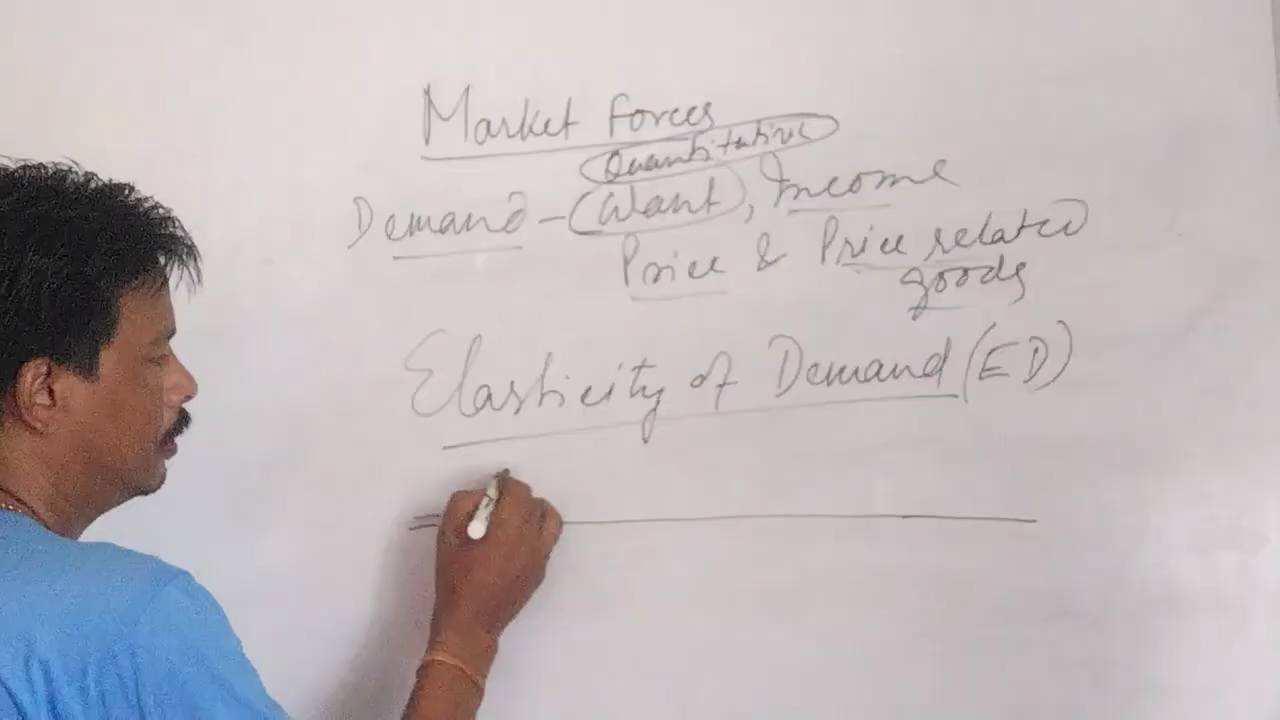 Market Forces
Quantitative
Demand - Want, Income
Price & Price related
goods
Elasticity of Demand (ED)
=